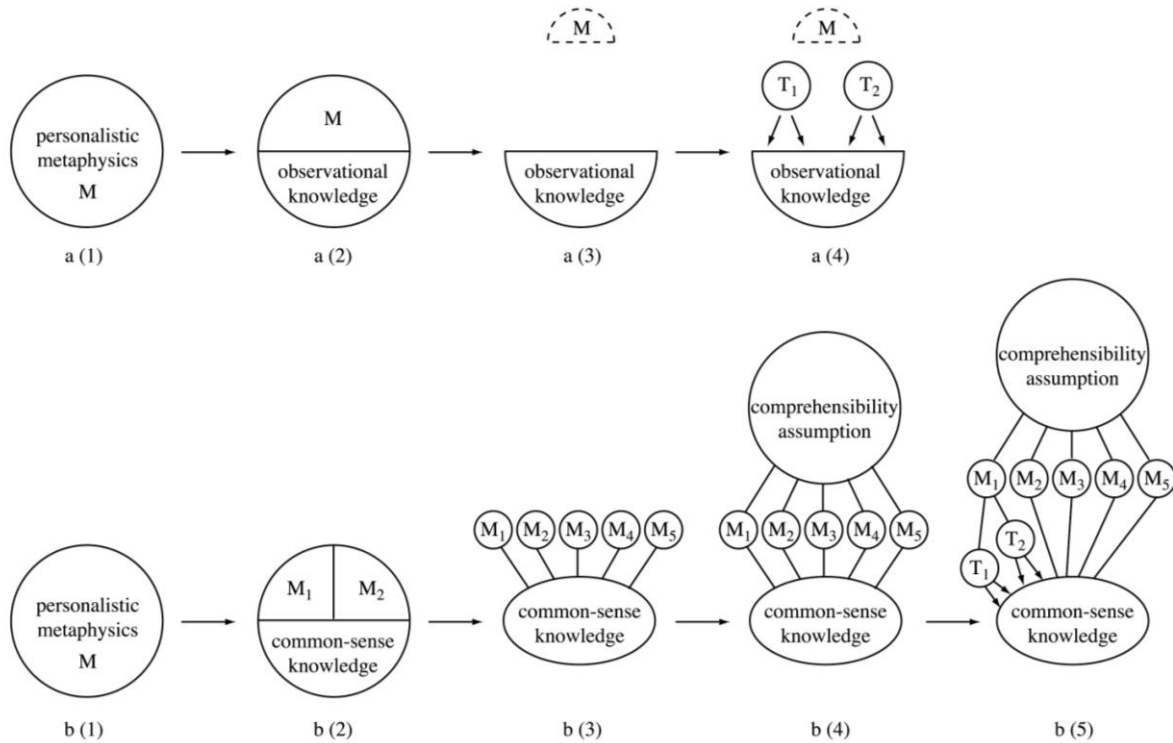 M
M
T1
T2
personalistic
metaphysics
M
M
observational
knowledge
observational
knowledge
observational
knowledge
a (1)
a (2)
a (3)
a (4)
comprehensibility
assumption
comprehensibility
assumption
M1
M2
M3
M4
M5
M1
M2
M3
M4
M5
M1
M2
M3
M4
M5
T2
T1
personalistic
metaphysics
M
M1
M2
common-sense
knowledge
common-sense
knowledge
common-sense
knowledge
common-sense
knowledge
b (1)
b (2)
b (3)
b (4)
b (5)